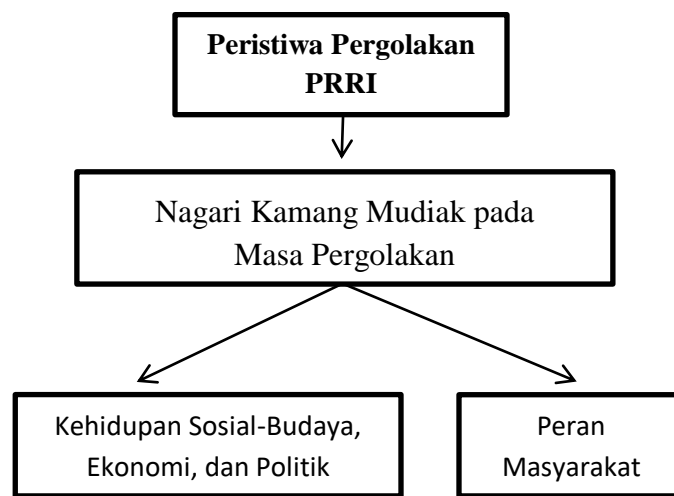 Peristiwa Pergolakan
PRRI
Nagari Kamang Mudiak pada
Masa Pergolakan
Kehidupan Sosial-Budaya,
Ekonomi, dan Politik
Peran
Masyarakat